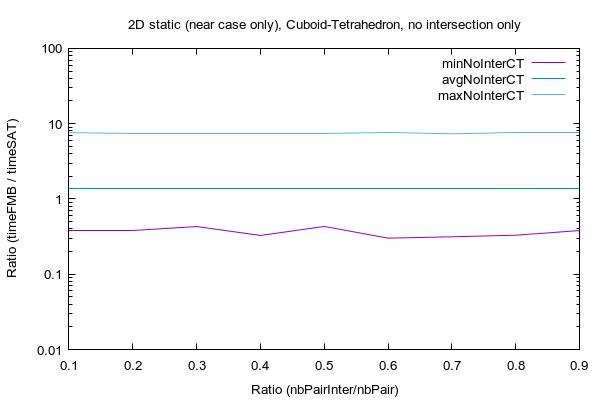 2D static (near case only), Cuboid-Tetrahedron, no intersection only
100
10
1
0.1
0.01
Ratio (timeFMB / timeSAT)
minNoInterCT
avgNoInterCT
maxNoInterCT
0.1 0.2 0.3 0.4 0.5 0.6 0.7 0.8 0.9
Ratio (nbPairInter/nbPair)